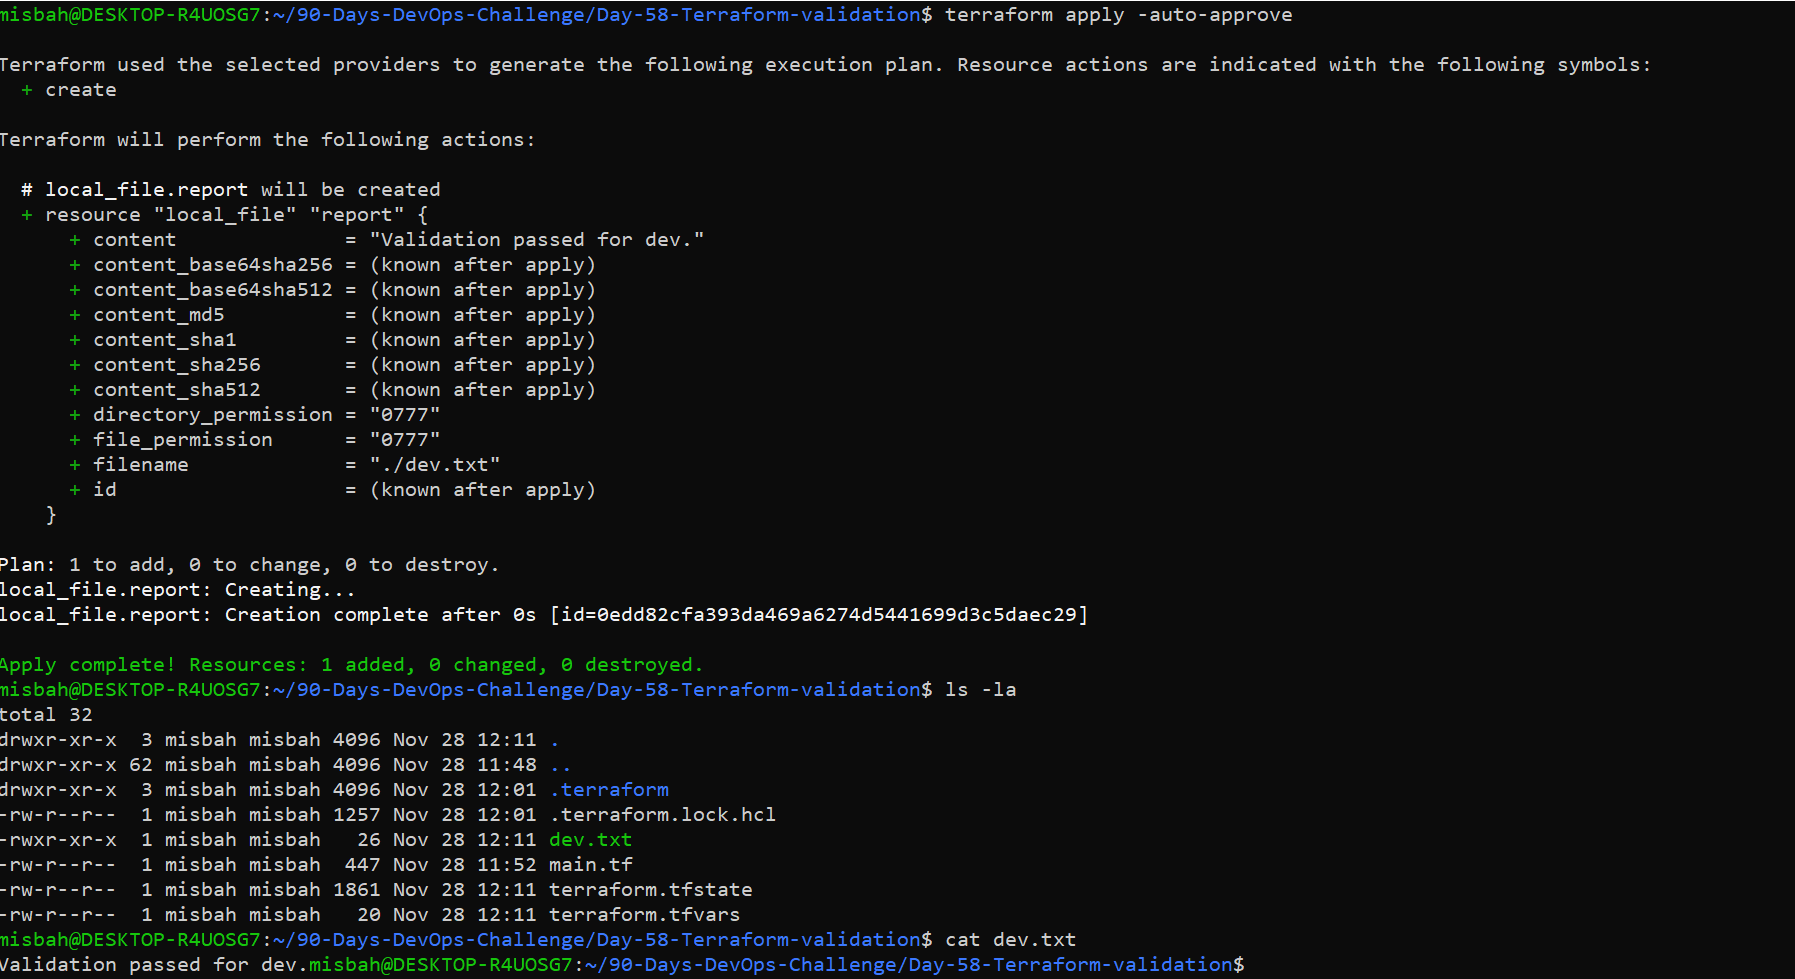 misbah@DESKTOP-R4UOSG7:~/90-Days-DevOps-Challenge/Day-58-Terraform-validation$ terraform apply -auto-approve
Terraform used the selected providers to generate the following execution plan. Resource actions are indicated with the following symbols:
  + create
Terraform will perform the following actions:
  # local_file.report will be created
  + resource "local_file" "report" {
      + content              = "Validation passed for dev."
      + content_base64sha256 = (known after apply)
      + content_base64sha512 = (known after apply)
      + content_md5          = (known after apply)
      + content_sha1         = (known after apply)
      + content_sha256       = (known after apply)
      + content_sha512       = (known after apply)
      + directory_permission = "0777"
      + file_permission      = "0777"
      + filename             = "./dev.txt"
      + id                   = (known after apply)
    }
Plan: 1 to add, 0 to change, 0 to destroy.
local_file.report: Creating...
local_file.report: Creation complete after 0s [id=0edd82cfa393da469a6274d5441699d3c5daec29]
Apply complete! Resources: 1 added, 0 changed, 0 destroyed.
misbah@DESKTOP-R4UOSG7:~/90-Days-DevOps-Challenge/Day-58-Terraform-validation$ ls -la
total 32
drwxr-xr-x  3 misbah misbah 4096 Nov 28 12:11 .
drwxr-xr-x 62 misbah misbah 4096 Nov 28 11:48 ..
drwxr-xr-x  3 misbah misbah 4096 Nov 28 12:01 .terraform
-rw-r--r--  1 misbah misbah 1257 Nov 28 12:01 .terraform.lock.hcl
-rwxr-xr-x  1 misbah misbah   26 Nov 28 12:11 dev.txt
-rw-r--r--  1 misbah misbah  447 Nov 28 11:52 main.tf
-rw-r--r--  1 misbah misbah 1861 Nov 28 12:11 terraform.tfstate
-rw-r--r--  1 misbah misbah   20 Nov 28 12:11 terraform.tfvars
misbah@DESKTOP-R4UOSG7:~/90-Days-DevOps-Challenge/Day-58-Terraform-validation$ cat dev.txt
Validation passed for dev.misbah@DESKTOP-R4UOSG7:~/90-Days-DevOps-Challenge/Day-58-Terraform-validation$